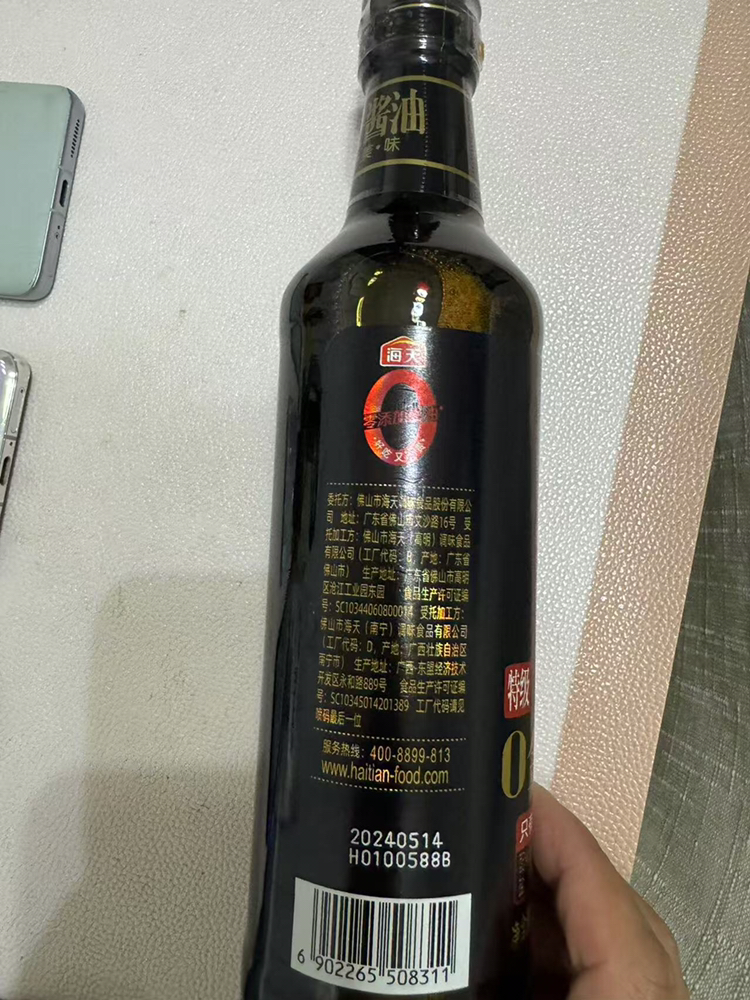 酱油
味
海天
零添加
好吃又
委托方：佛山市海天调味食品股份有限公
司 地址：广东省佛山市文沙路16号 受
托加工方：佛山市海天（高明）调味食品
有限公司（工厂代码：B，产地：广东省
佛山市） 生产地址：广东省佛山市高明
区沧江工业园东园 食品生产许可证编
号：SC10344060800014 受托加工方：
佛山市海天（南宁）调味食品有限公司
（工厂代码：D，产地：广西壮族自治区
南宁市） 生产地址：广西-东盟经济技术
开发区永和路889号 食品生产许可证编
号：SC10345014201389 工厂代码请见
喷码最后一位
服务热线：400-8899-813
www.haitian-food.com
特级
0
只
20240514
H0100588B
6 902265 508311